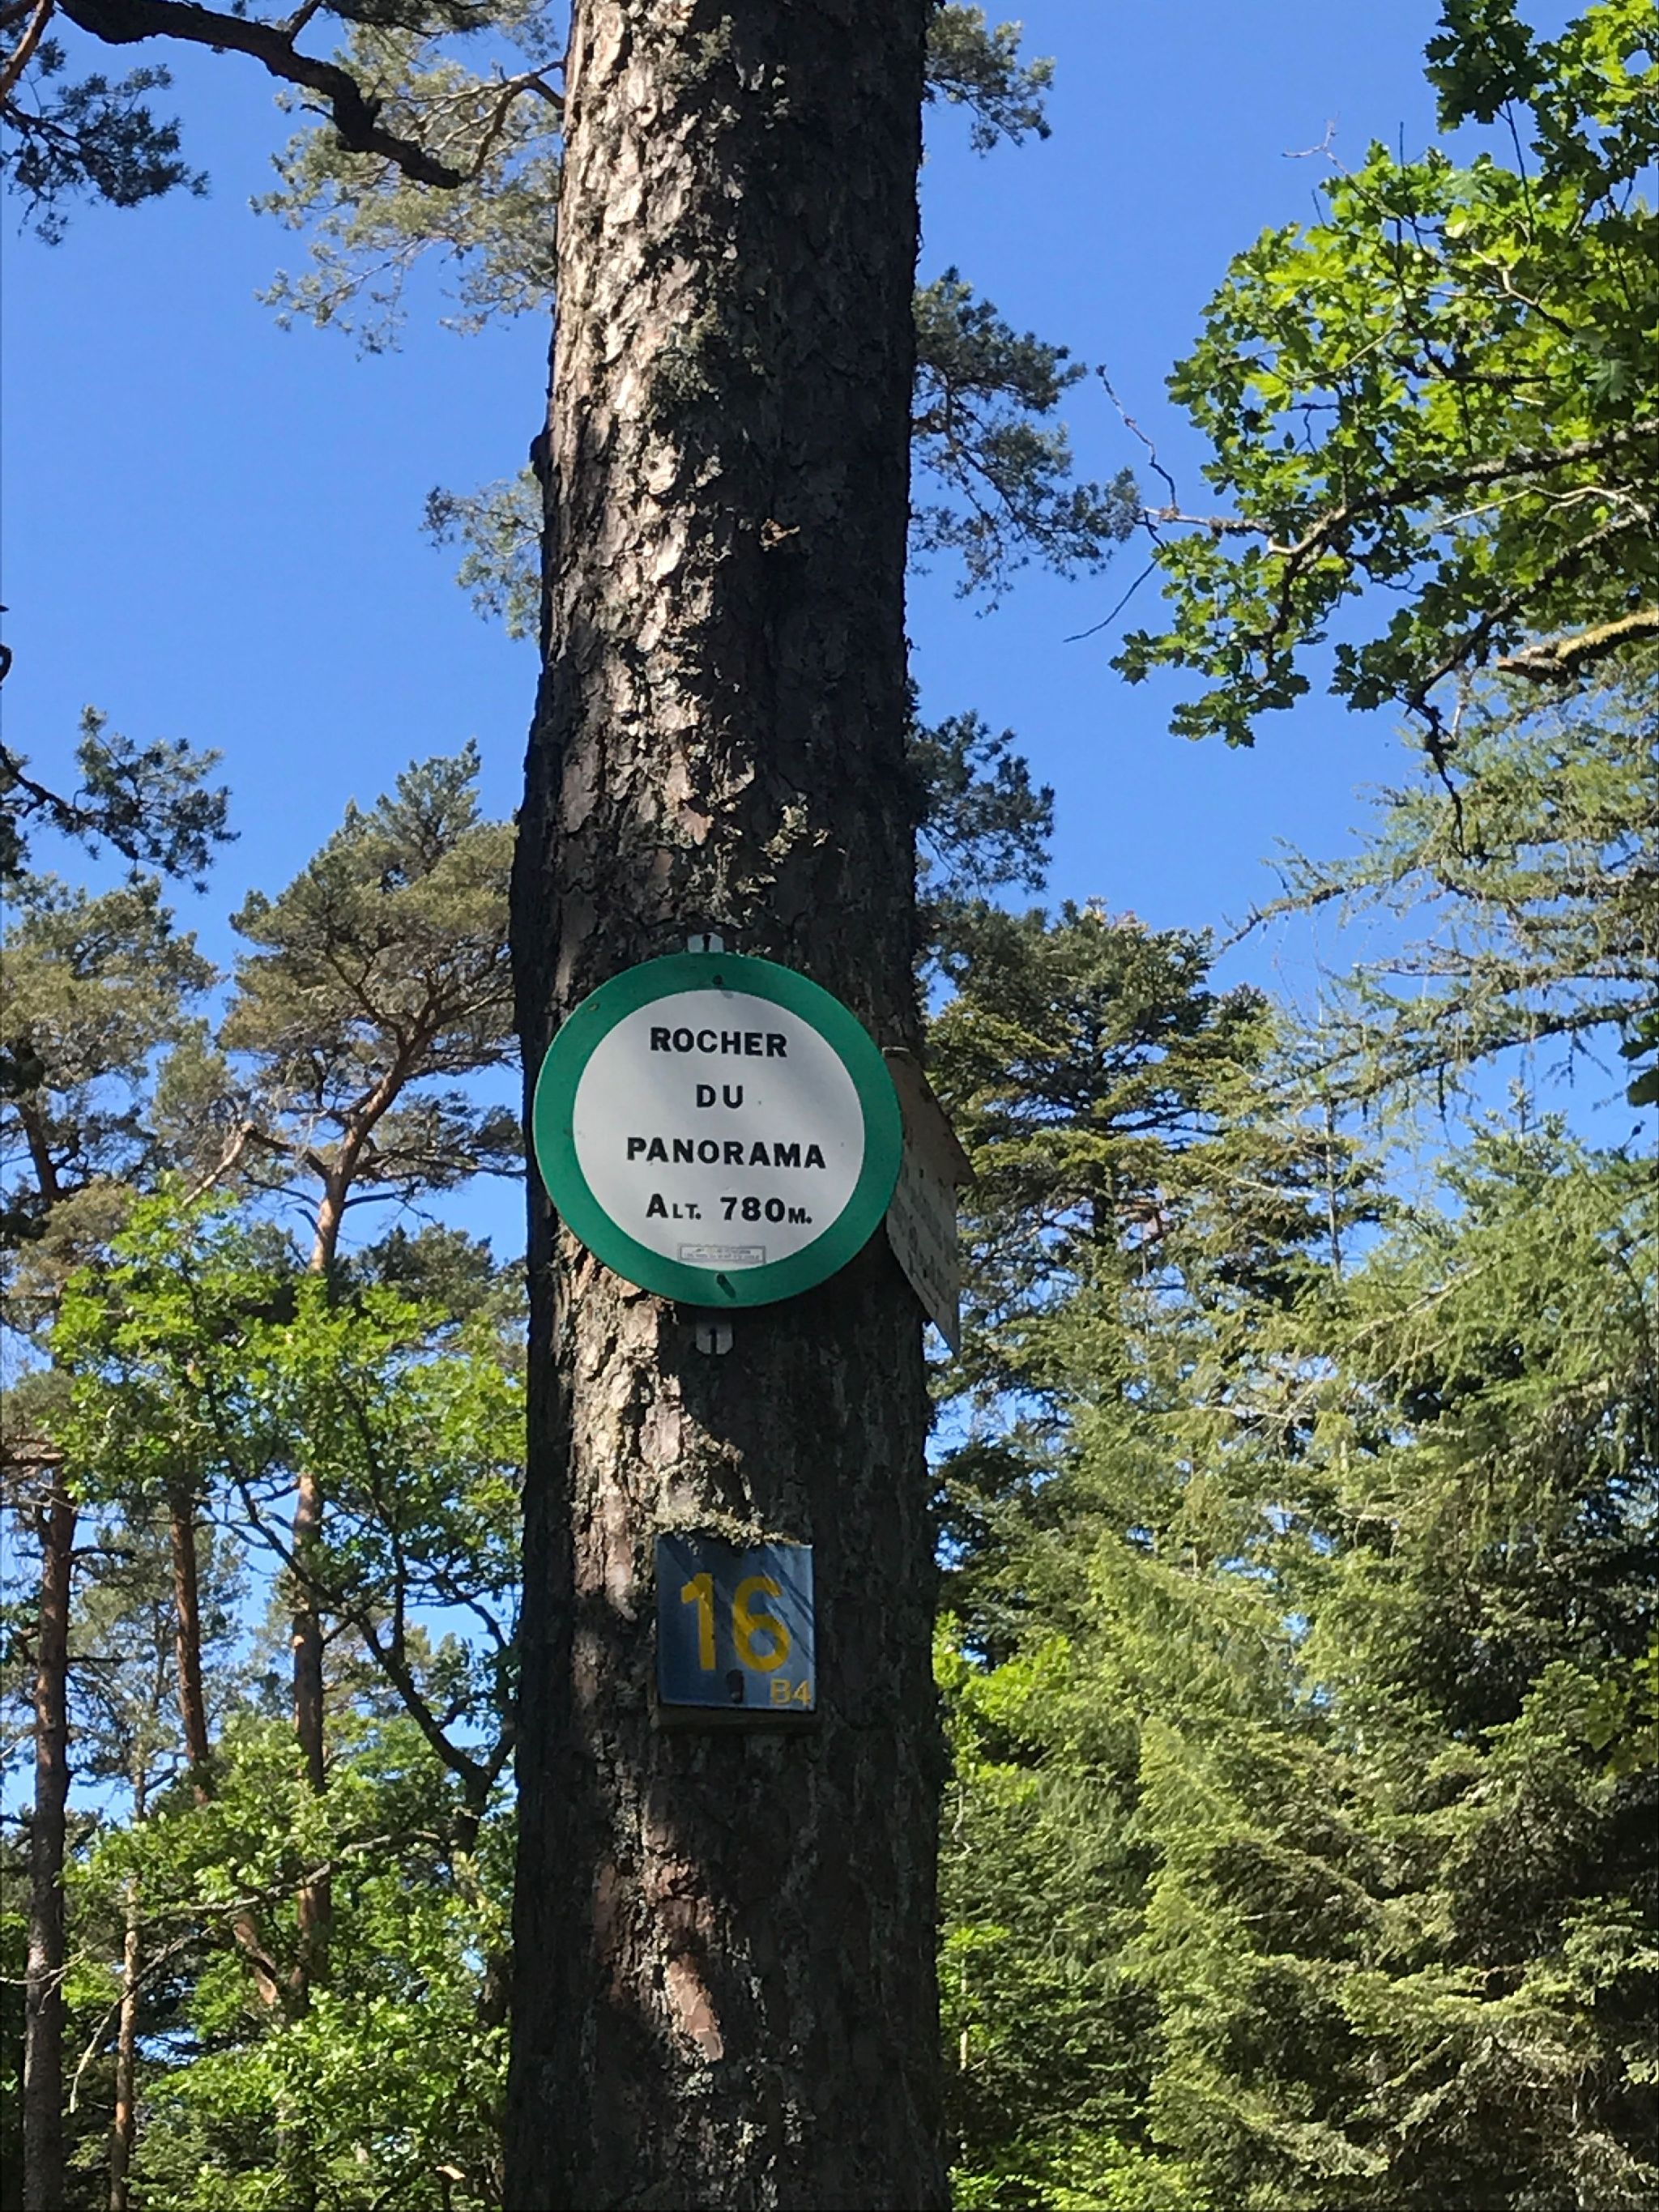 ROCHER
DU
PANORAMA
ALT. 780M.
16
B4